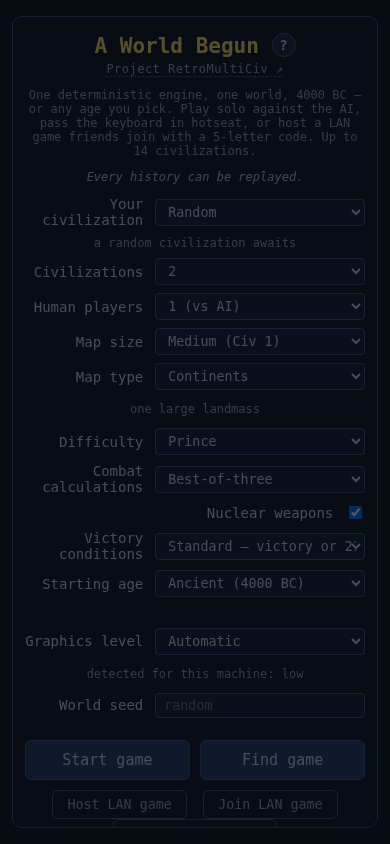 A World Begun ?
Project RetroMultiCiv ↗
One deterministic engine, one world, 4000 BC —
or any age you pick. Play solo against the AI,
pass the keyboard in hotseat, or host a LAN
game friends join with a 5-letter code. Up to
14 civilizations.
Every history can be replayed.
Your civilization
Random
a random civilization awaits
Civilizations
2
Human players
1 (vs AI)
Map size
Medium (Civ 1)
Map type
Continents
one large landmass
Difficulty
Prince
Combat calculations
Best-of-three
Nuclear weapons
Victory conditions
Standard — victory or 2
Starting age
Ancient (4000 BC)
Graphics level
Automatic
detected for this machine: low
World seed
random
Start game
Find game
Host LAN game
Join LAN game